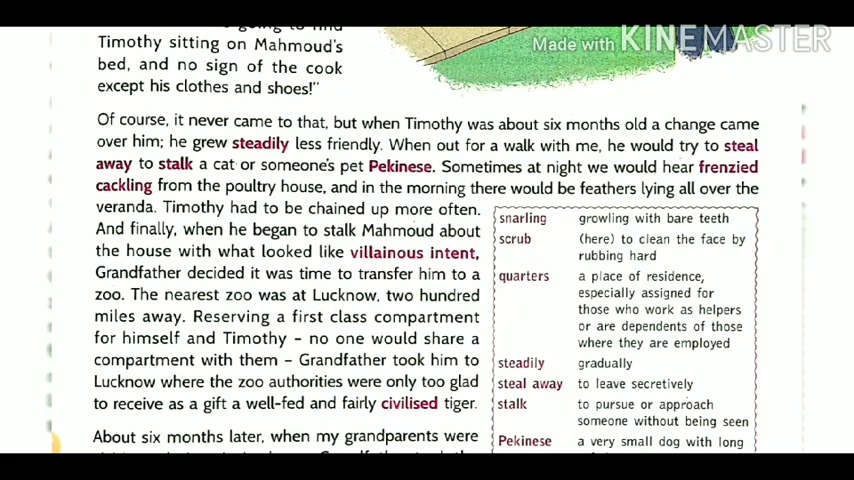 Timothy sitting on Mahmoud's
bed, and no sign of the cook
except his clothes and shoes!"
Made with KINEMASTER
Of course, it never came to that, but when Timothy was about six months old a change came
over him; he grew steadily less friendly. When out for a walk with me, he would try to steal
away to stalk a cat or someone's pet Pekinese. Sometimes at night we would hear frenzied
cackling from the poultry house, and in the morning there would be feathers lying all over the
veranda. Timothy had to be chained up more often.
And finally, when he began to stalk Mahmoud about
the house with what looked like villainous intent,
Grandfather decided it was time to transfer him to a
zoo. The nearest zoo was at Lucknow, two hundred
miles away. Reserving a first class compartment
for himself and Timothy – no one would share a
compartment with them – Grandfather took him to
Lucknow where the zoo authorities were only too glad
to receive as a gift a well-fed and fairly civilised tiger.
About six months later, when my grandparents were
snarling growling with bare teeth
scrub (here) to clean the face by
rubbing hard
quarters a place of residence,
especially assigned for
those who work as helpers
or are dependents of those
where they are employed
steadily gradually
steal away to leave secretively
stalk to pursue or approach
someone without being seen
Pekinese a very small dog with long